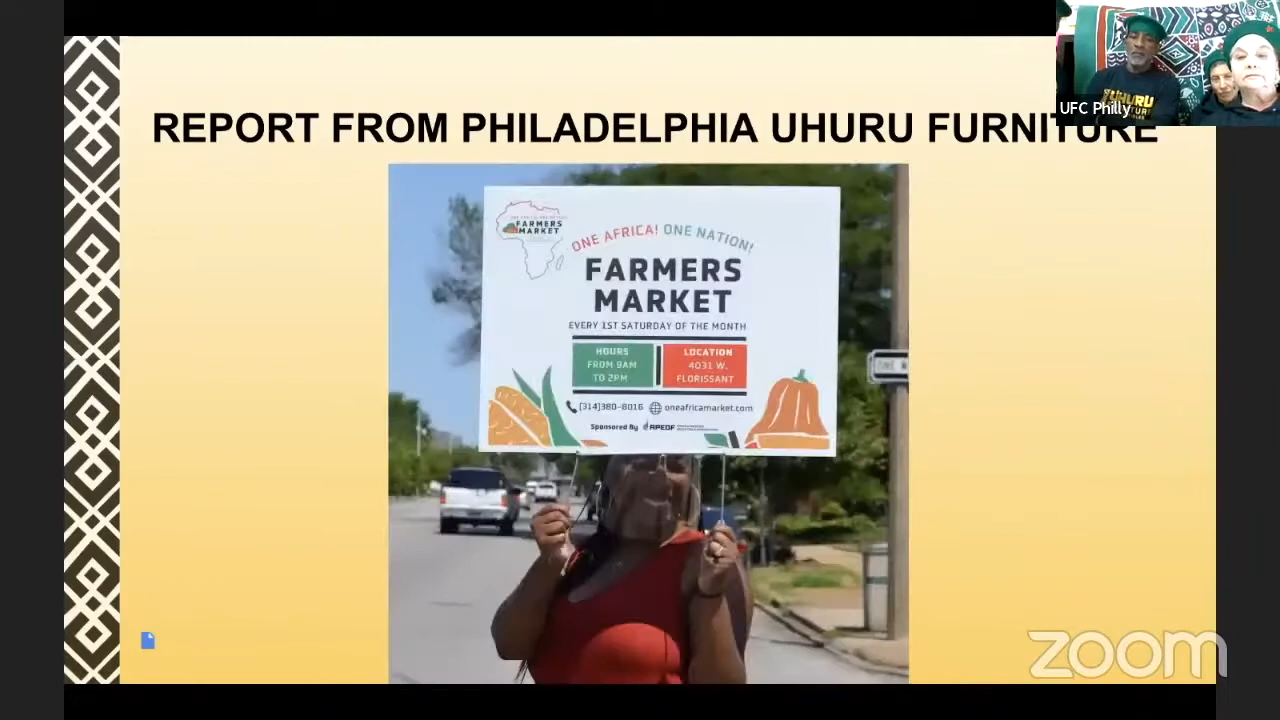 REPORT FROM PHILADELPHIA UHURU FURNITURE
UFC Philly
UHURU
FARMERS
MARKET
ONE AFRICA! ONE NATION!
FARMERS
MARKET
EVERY 1ST SATURDAY OF THE MONTH
HOURS
FROM 9AM
TO 2PM
LOCATION
4031 W.
FLORISSANT
(314)380-8016
oneafricamarket.com
Sponsored By APEDF
zoom